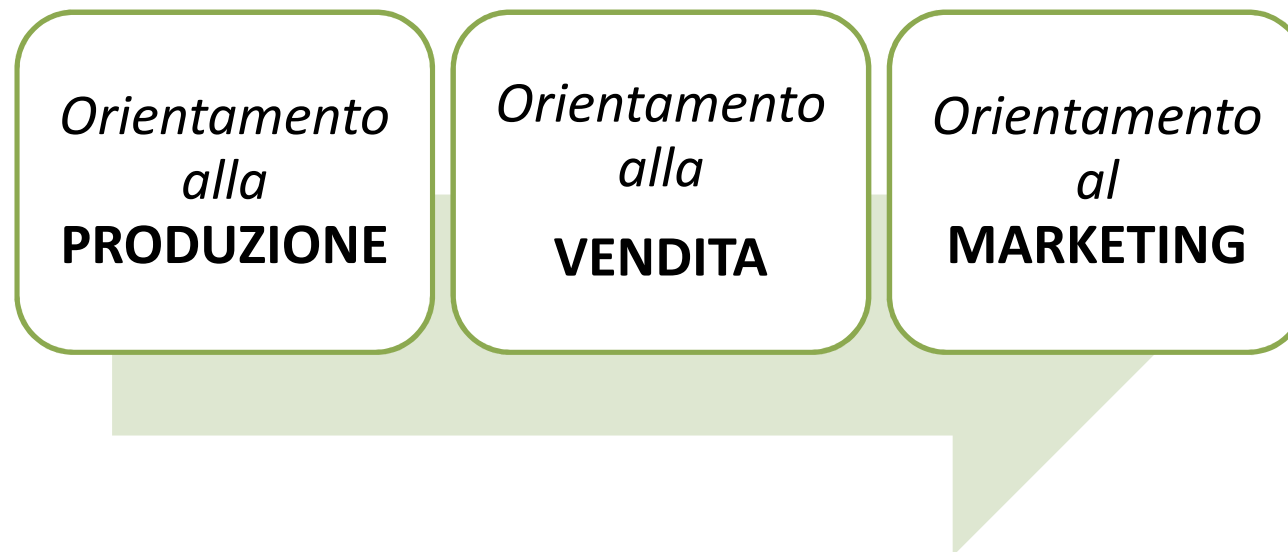 Orientamento
alla
PRODUZIONE
Orientamento
alla
VENDITA
Orientamento
al
MARKETING